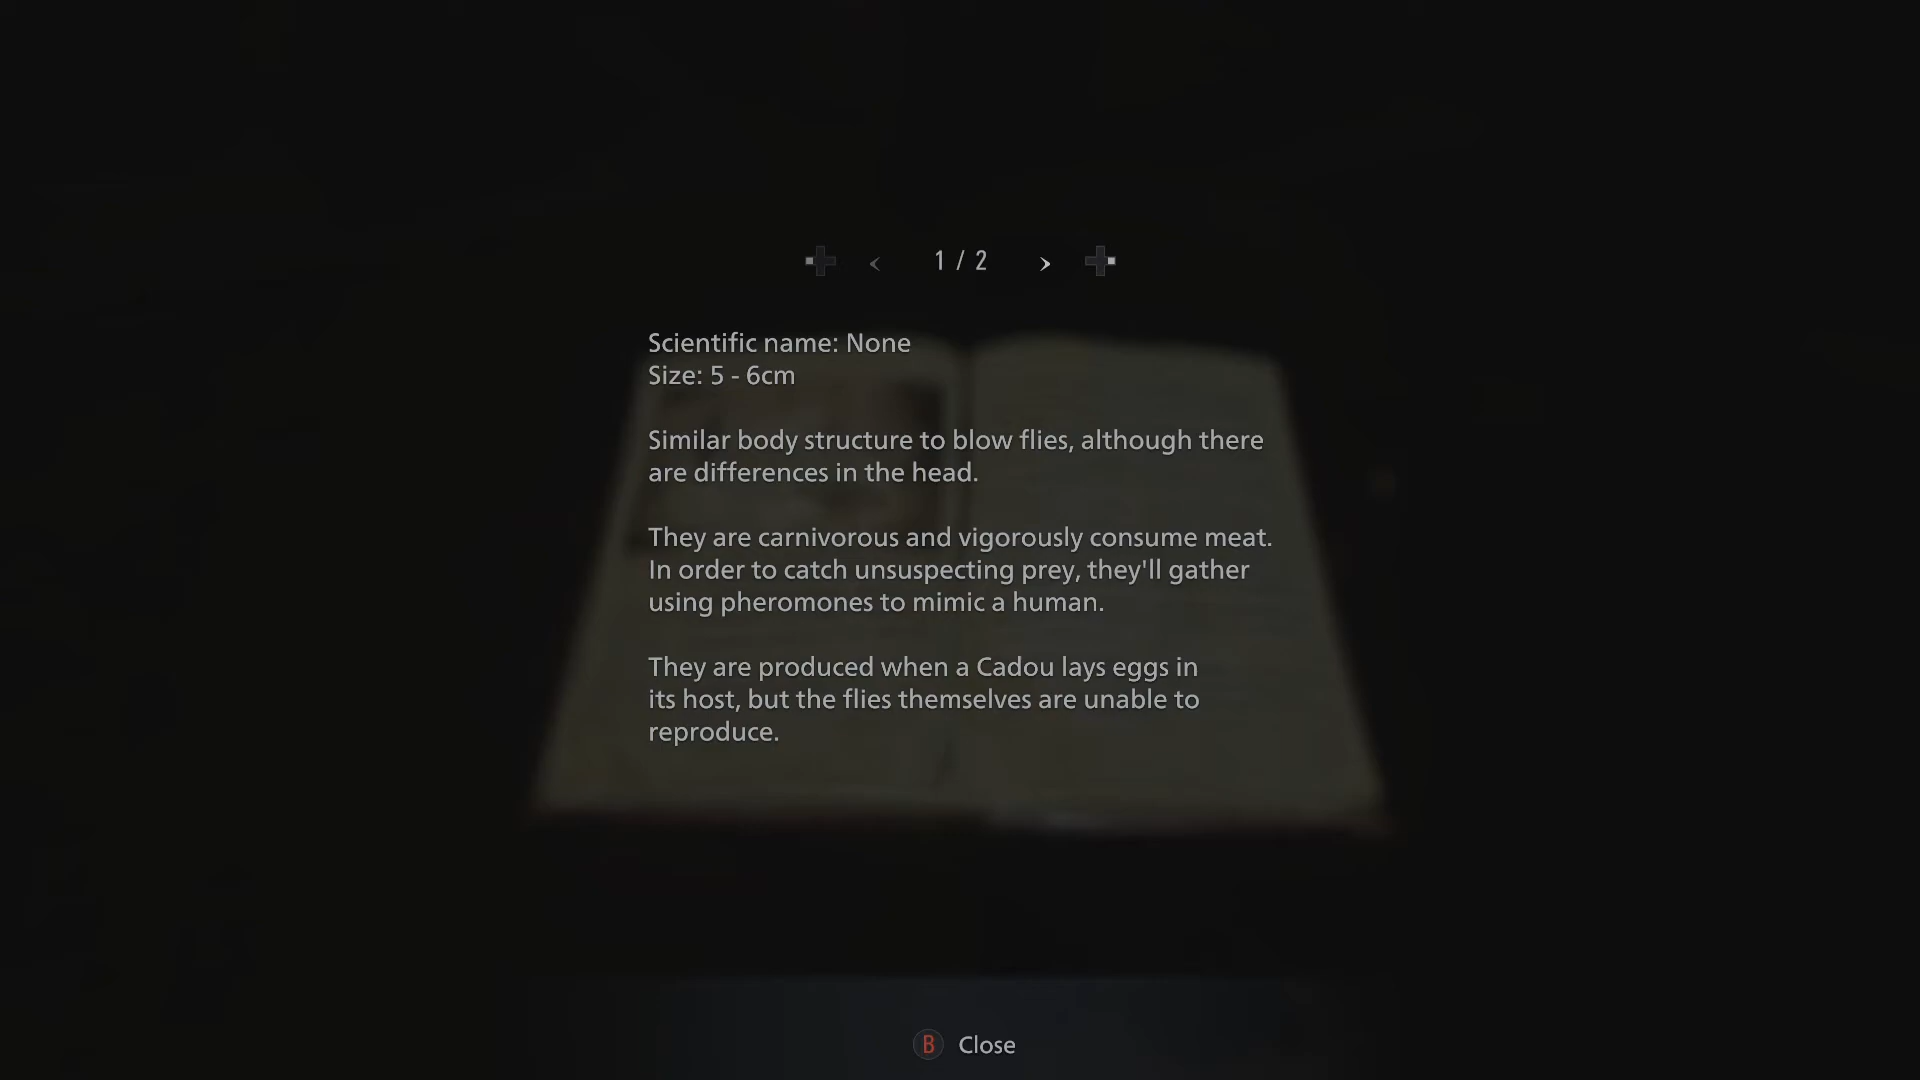 1 / 2
Scientific name: None
Size: 5 - 6cm
Similar body structure to blow flies, although there
are differences in the head.
They are carnivorous and vigorously consume meat.
In order to catch unsuspecting prey, they'll gather
using pheromones to mimic a human.
They are produced when a Cadou lays eggs in
its host, but the flies themselves are unable to
reproduce.
B Close